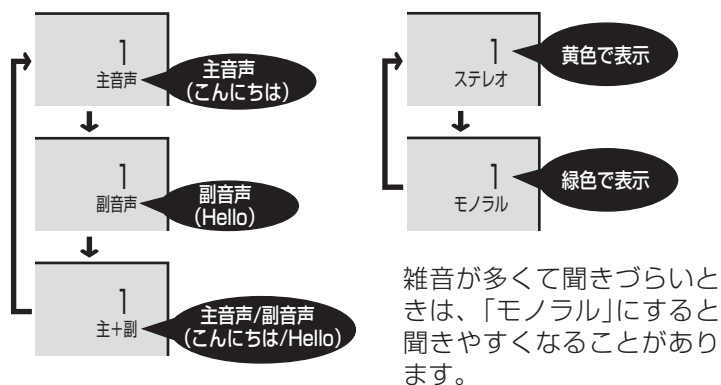 1
主音声
主音声
(こんにちは)
1
副音声
副音声
(Hello)
1
主+副
主音声/副音声
(こんにちは/Hello)
1
ステレオ
黄色で表示
1
モノラル
緑色で表示
雑音が多くて聞きづらいと
きは、「モノラル」にすると
聞きやすくなることがあり
ます。